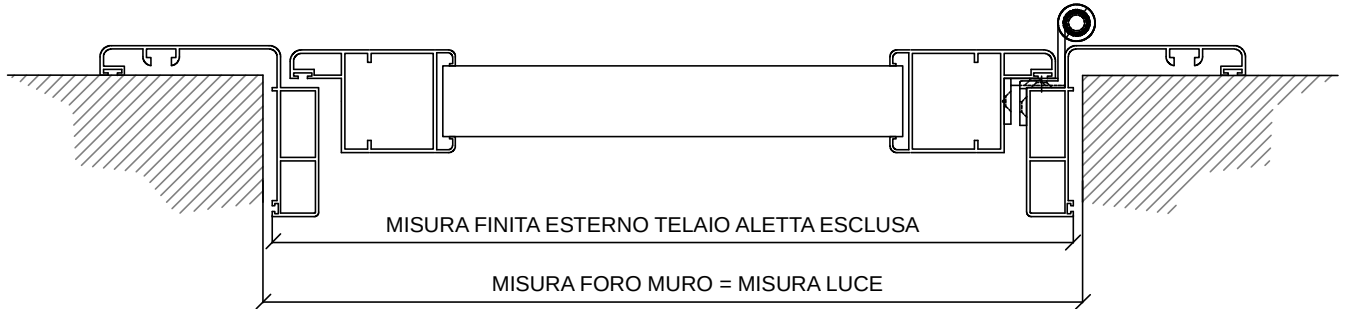 MISURA FINITA ESTERNO TELAIO ALETTA ESCLUSA
MISURA FORO MURO = MISURA LUCE